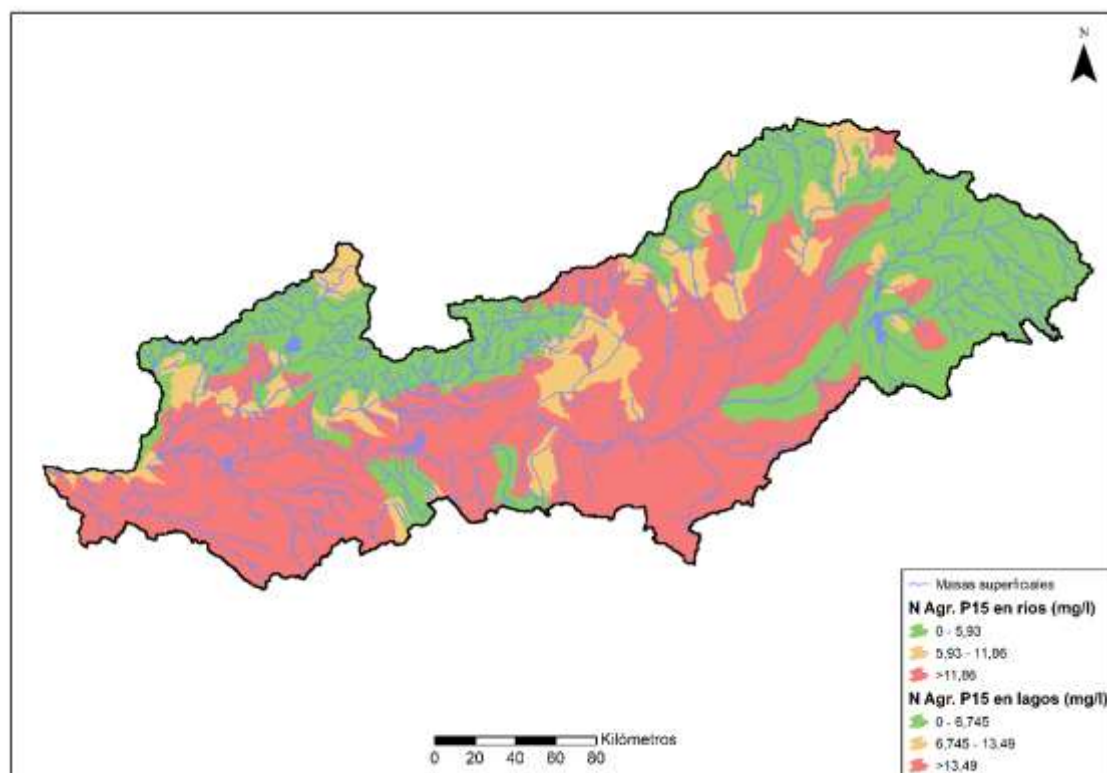 N
Masas superficiales
N Agr. P15 en ríos (mg/l)
0 - 5,93
5,93 - 11,86
>11,86
N Agr. P15 en lagos (mg/l)
0 - 6,745
6,745 - 13,49
>13,49
Kilómetros
0 20 40 60 80